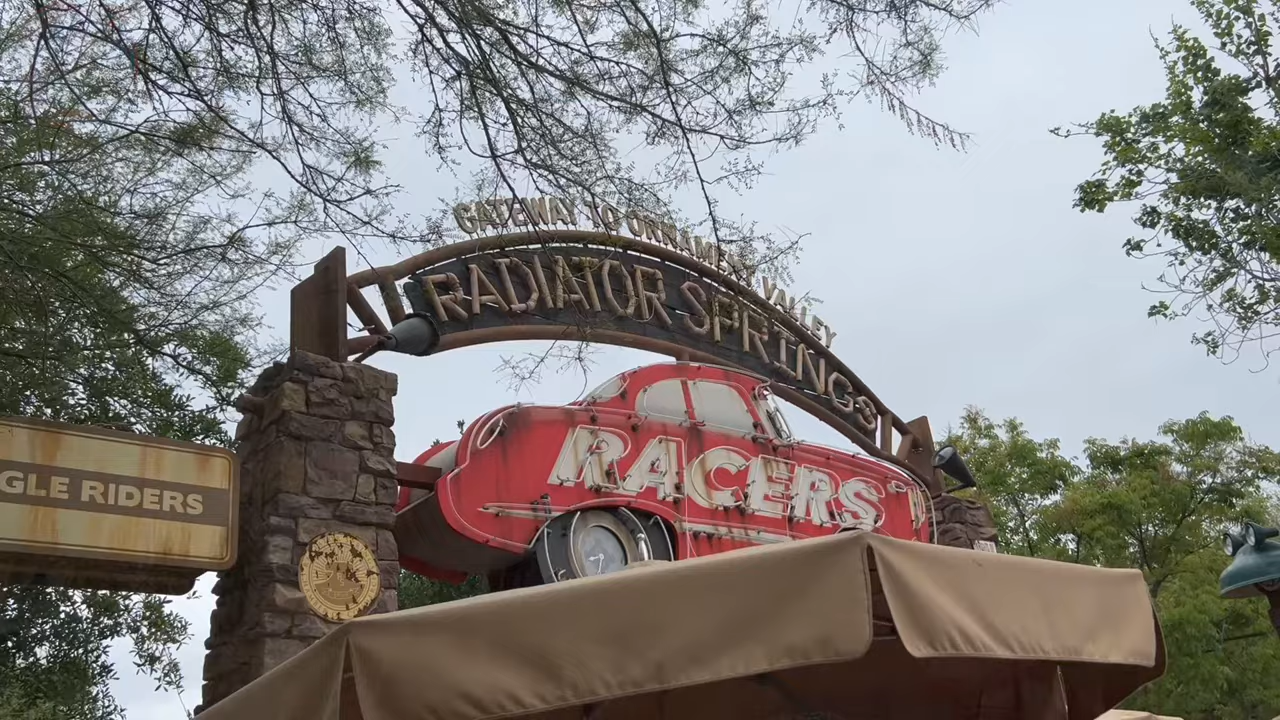 GATEWAY TO ORNAMENT VALLEY
RADIATOR SPRINGS
RACERS
GLE RIDERS